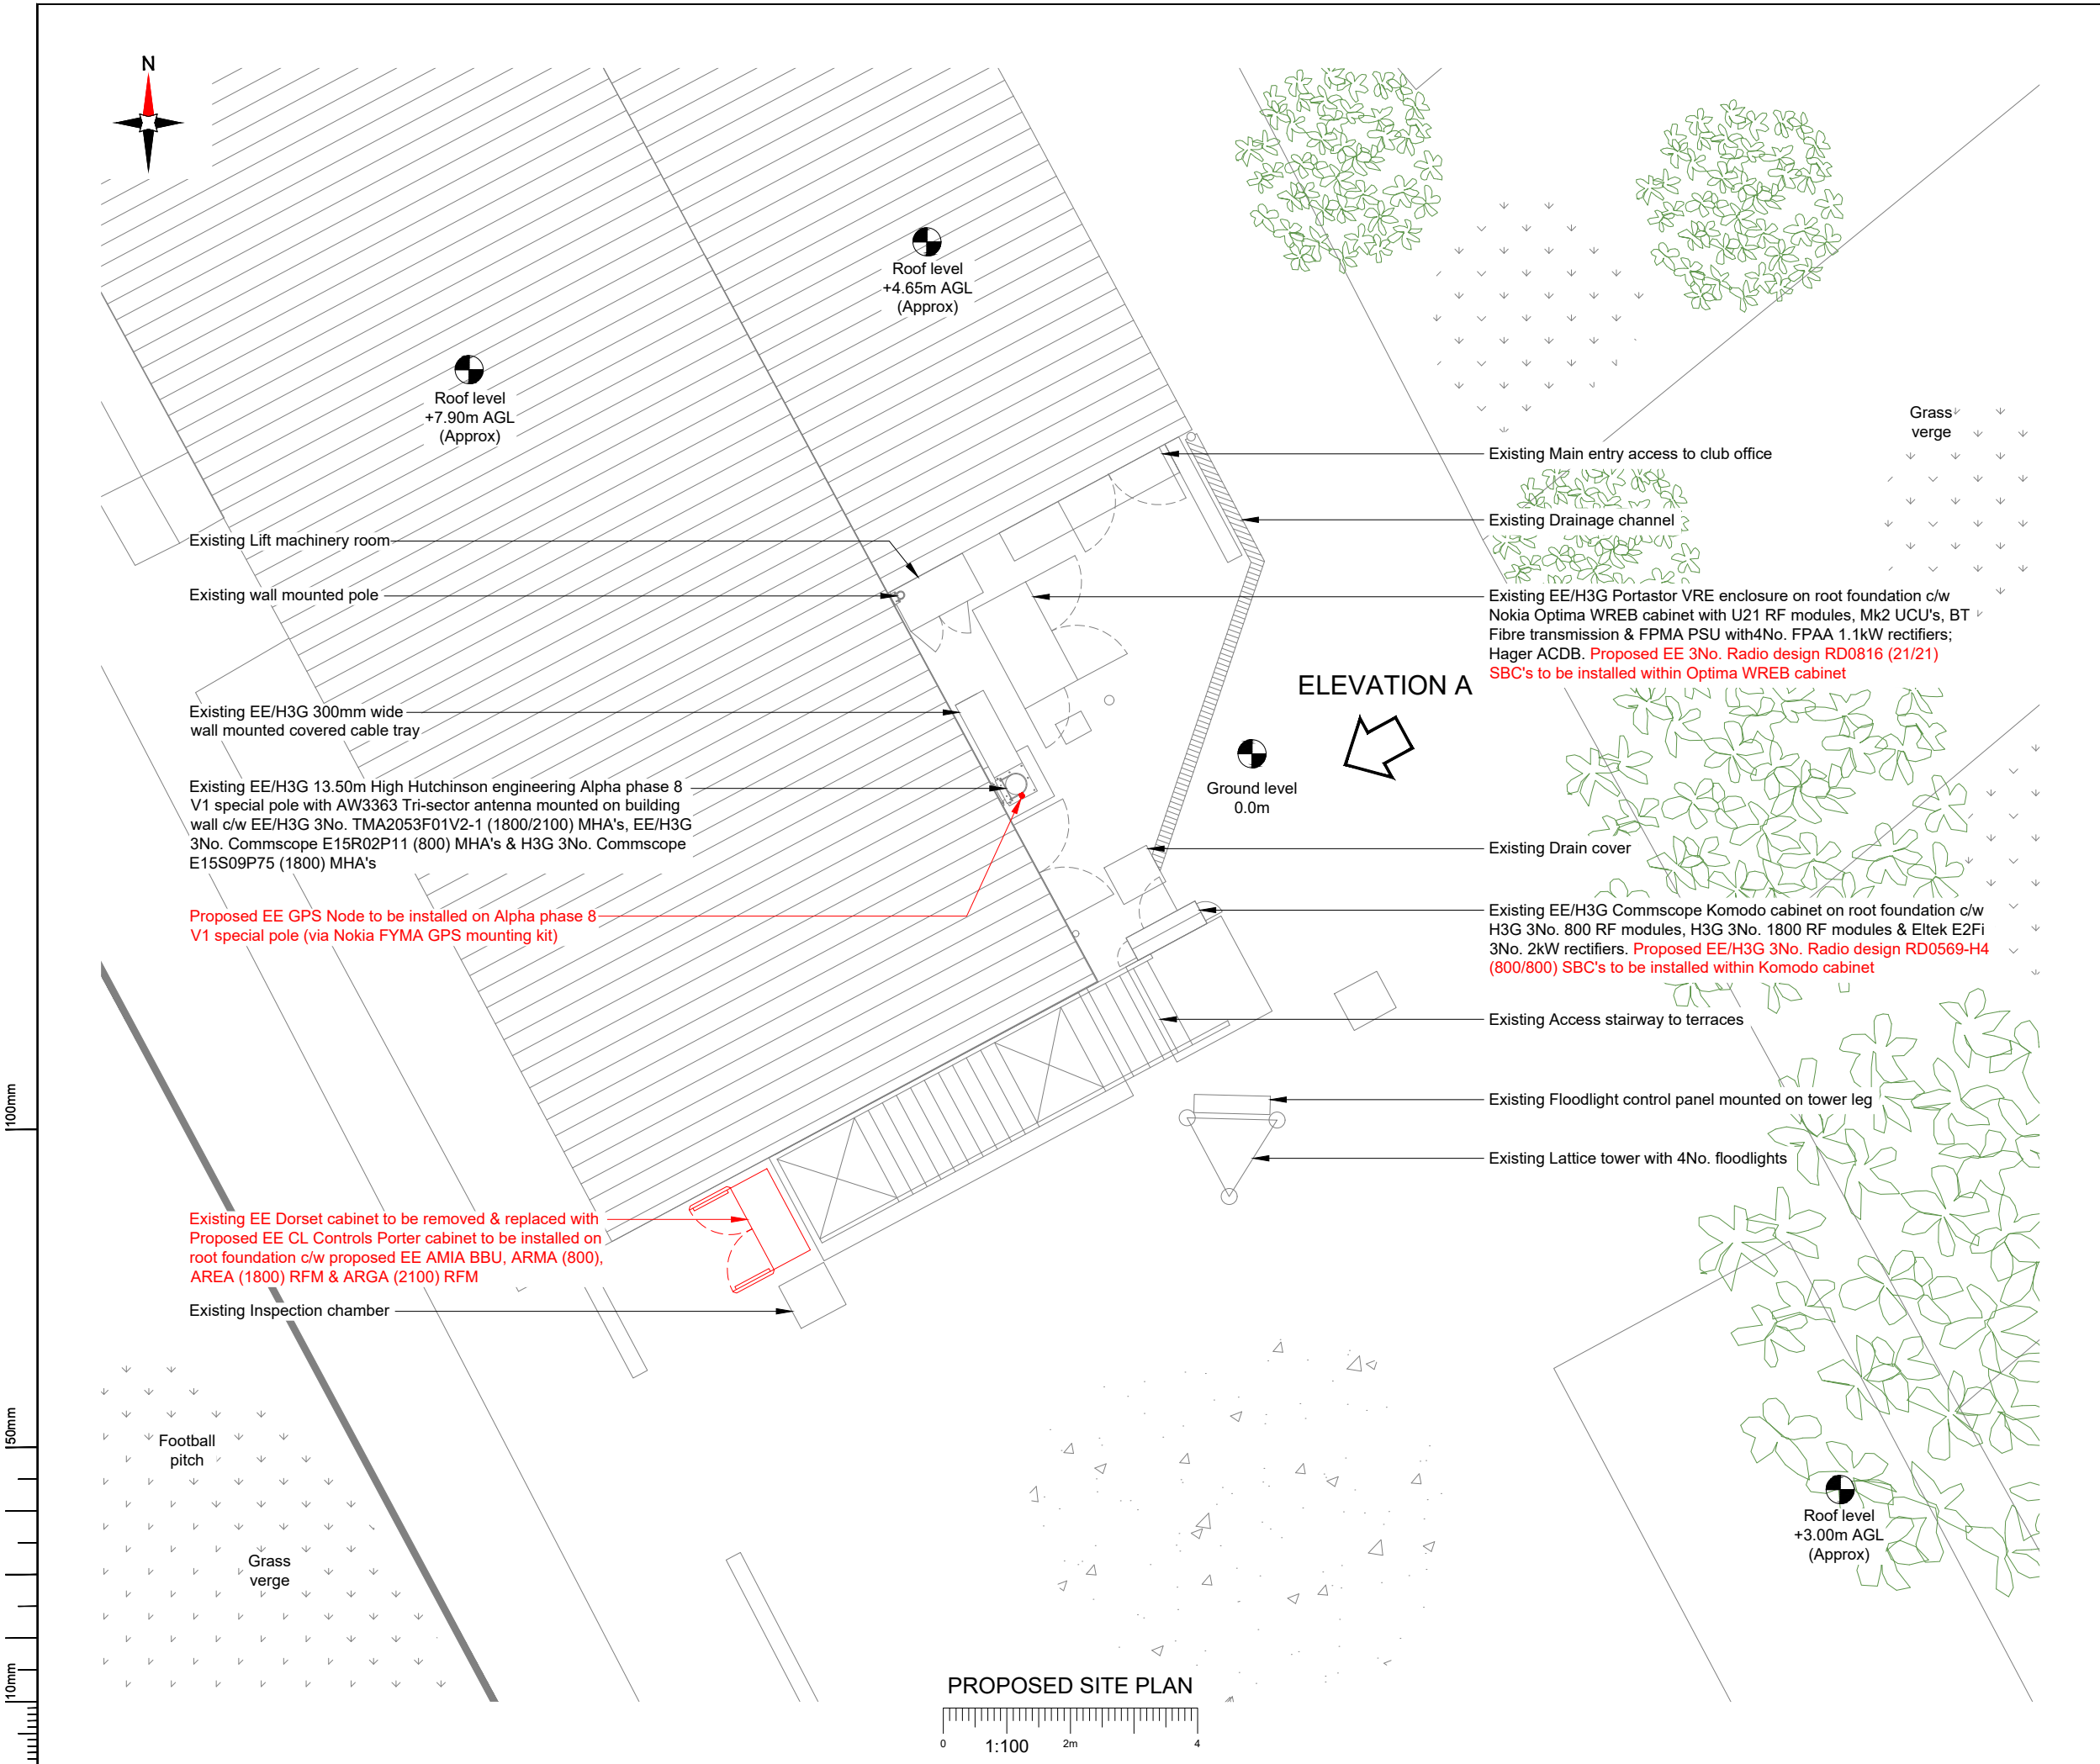 N
Roof level
+4.65m AGL
(Approx)
Roof level
+7.90m AGL
(Approx)
Grass
verge
Existing Main entry access to club office
Existing Drainage channel
Existing Lift machinery room
Existing wall mounted pole
Existing EE/H3G Portastor VRE enclosure on root foundation c/w
Nokia Optima WREB cabinet with U21 RF modules, Mk2 UCU's, BT
Fibre transmission & FPMA PSU with4No. FPAA 1.1kW rectifiers;
Hager ACDB. Proposed EE 3No. Radio design RD0816 (21/21)
SBC's to be installed within Optima WREB cabinet
ELEVATION A
Existing EE/H3G 300mm wide
wall mounted covered cable tray
Ground level
0.0m
Existing EE/H3G 13.50m High Hutchinson engineering Alpha phase 8
V1 special pole with AW3363 Tri-sector antenna mounted on building
wall c/w EE/H3G 3No. TMA2053F01V2-1 (1800/2100) MHA's, EE/H3G
3No. Commscope E15R02P11 (800) MHA's & H3G 3No. Commscope
E15S09P75 (1800) MHA's
Existing Drain cover
Proposed EE GPS Node to be installed on Alpha phase 8
V1 special pole (via Nokia FYMA GPS mounting kit)
Existing EE/H3G Commscope Komodo cabinet on root foundation c/w
H3G 3No. 800 RF modules, H3G 3No. 1800 RF modules & Eltek E2Fi
3No. 2kW rectifiers. Proposed EE/H3G 3No. Radio design RD0569-H4
(800/800) SBC's to be installed within Komodo cabinet
Existing Access stairway to terraces
Existing Floodlight control panel mounted on tower leg
Existing Lattice tower with 4No. floodlights
Existing EE Dorset cabinet to be removed & replaced with
Proposed EE CL Controls Porter cabinet to be installed on
root foundation c/w proposed EE AMIA BBU, ARMA (800),
AREA (1800) RFM & ARGA (2100) RFM
Existing Inspection chamber
Football
pitch
Grass
verge
Roof level
+3.00m AGL
(Approx)
100mm
50mm
10mm
PROPOSED SITE PLAN
0
2m
4
1:100